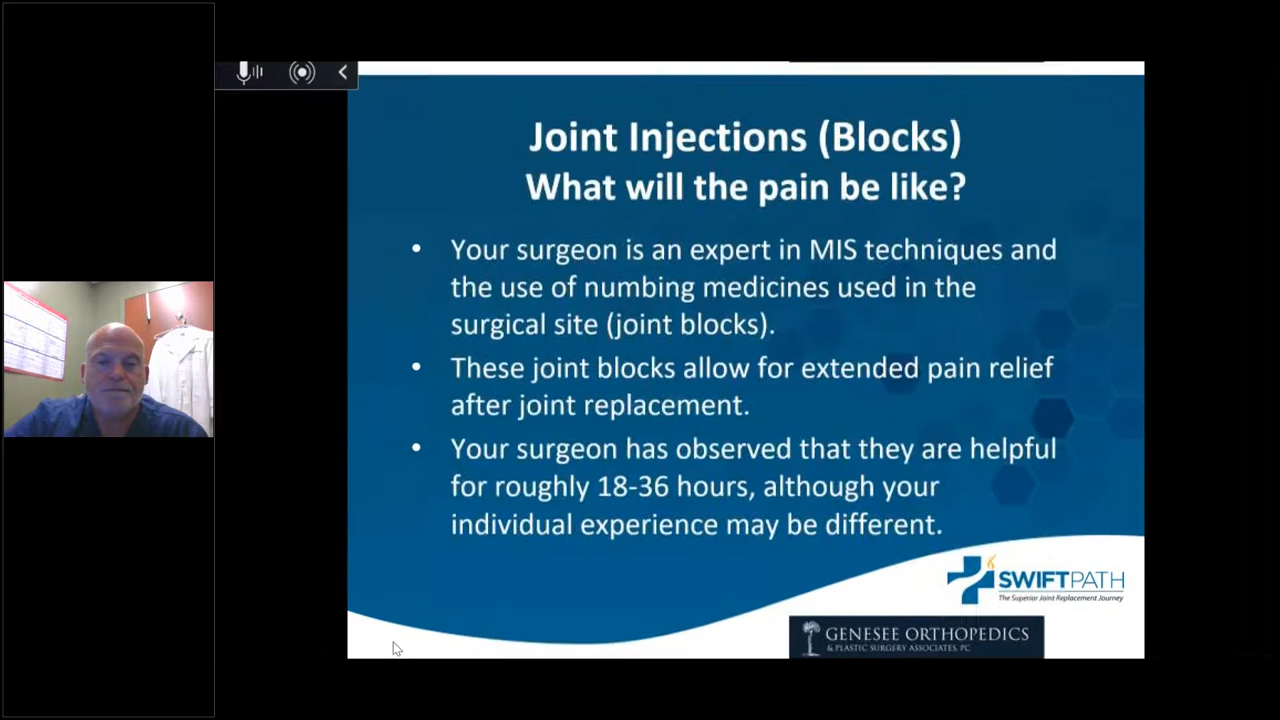 Joint Injections (Blocks)
What will the pain be like?
• Your surgeon is an expert in MIS techniques and
the use of numbing medicines used in the
surgical site (joint blocks).
• These joint blocks allow for extended pain relief
after joint replacement.
• Your surgeon has observed that they are helpful
for roughly 18-36 hours, although your
individual experience may be different.
SWIFTPATH
The Superior Joint Replacement Journey
GENESEE ORTHOPEDICS
& PLASTIC SURGERY ASSOCIATES, PC